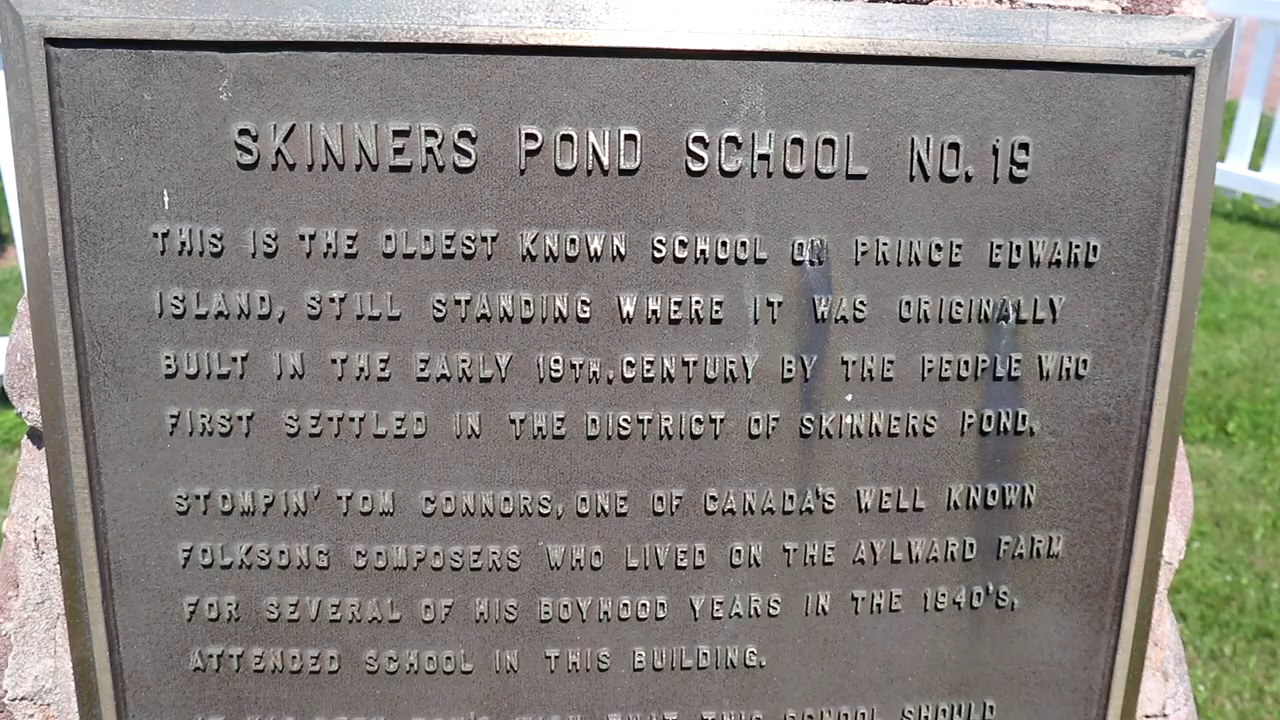 SKINNERS POND SCHOOL NO. 19
THIS IS THE OLDEST KNOWN SCHOOL ON PRINCE EDWARD
ISLAND, STILL STANDING WHERE IT WAS ORIGINALLY
BUILT IN THE EARLY 19TH. CENTURY BY THE PEOPLE WHO
FIRST SETTLED IN THE DISTRICT OF SKINNERS POND.
STOMPIN' TOM CONNORS, ONE OF CANADA'S WELL KNOWN
FOLKSONG COMPOSERS WHO LIVED ON THE AYLWARD FARM
FOR SEVERAL OF HIS BOYHOOD YEARS IN THE 1940'S,
ATTENDED SCHOOL IN THIS BUILDING.
THIS SCHOOL SHOULD